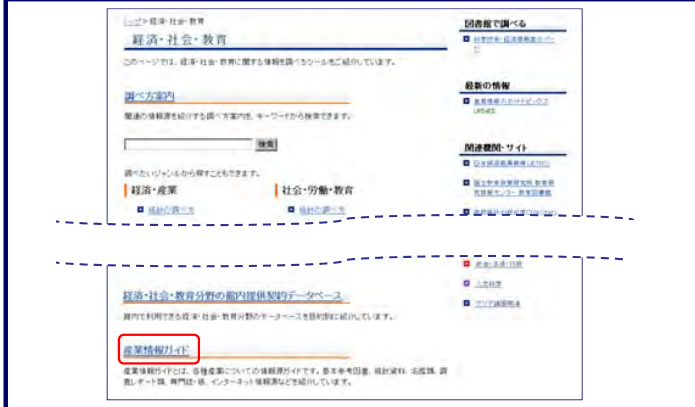 トップ>経済・社会・教育
経済・社会・教育
このページでは、経済・社会・教育に関する情報を調べるツールをご紹介しています。
調べ方案内
関連の情報源を紹介する調べ方案内を、キーワードから検索できます。
検索
調べたいジャンルから探すこともできます。
経済・産業
社会・労働・教育
統計の調べ方
統計の調べ方
図書館で調べる
最新の情報
UPDATE
関連機関・サイト
経済・社会・教育分野の館内提供契約データベース
館内で利用できる経済・社会・教育分野のデータベースを目的別に紹介しています。
産業情報ガイド
産業情報ガイドとは、各種産業についての情報源ガイドです。基本参考図書、統計資料、名鑑類、調
査レポート類、専門誌・紙、インターネット情報源などを紹介しています。
政治・法律・行政
人文科学
アジア諸国関連